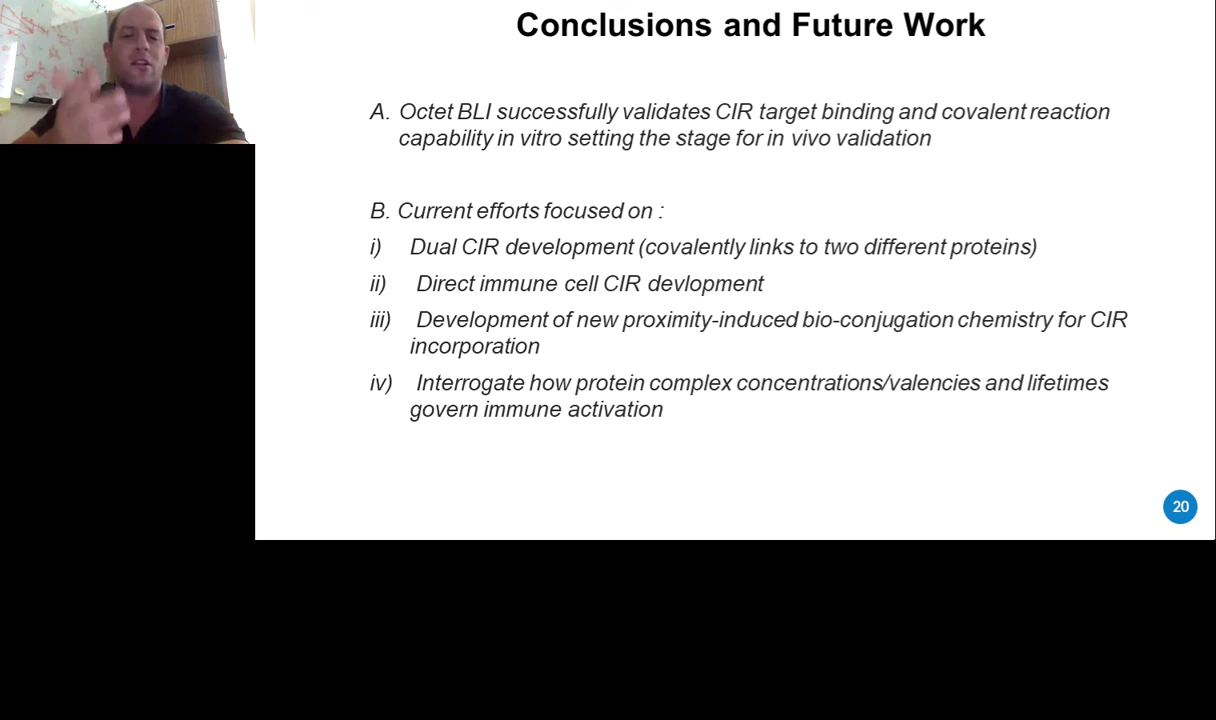 Conclusions and Future Work
A. Octet BLI successfully validates CIR target binding and covalent reaction
capability in vitro setting the stage for in vivo validation
B. Current efforts focused on :
i) Dual CIR development (covalently links to two different proteins)
ii) Direct immune cell CIR devlopment
iii) Development of new proximity-induced bio-conjugation chemistry for CIR
incorporation
iv) Interrogate how protein complex concentrations/valencies and lifetimes
govern immune activation
20